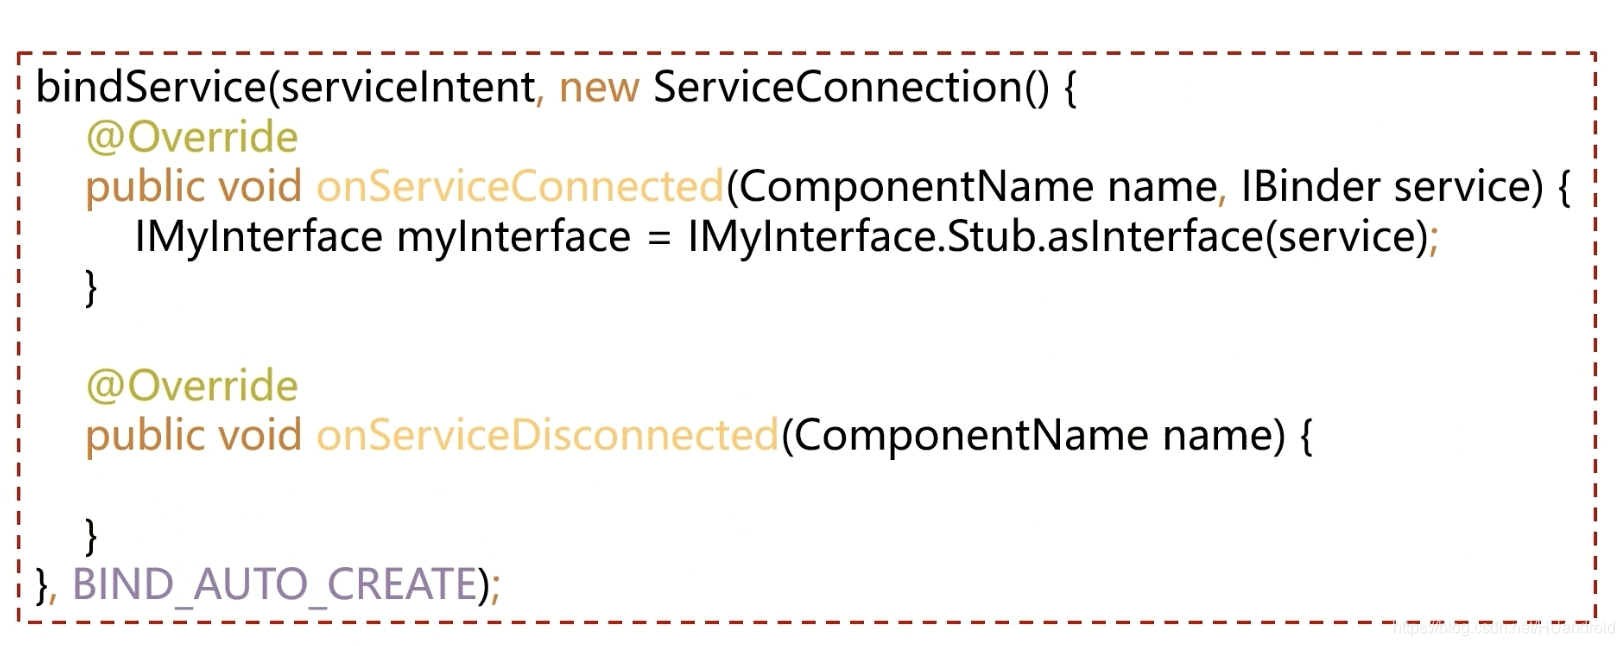 bindService(serviceIntent, new ServiceConnection() {
@Override
public void onServiceConnected(ComponentName name, IBinder service) {
IMyInterface myInterface = IMyInterface.Stub.asInterface(service);
}
@Override
public void onServiceDisconnected(ComponentName name) {
}
}, BIND_AUTO_CREATE);
https://blog.csdn.net/HUandroid